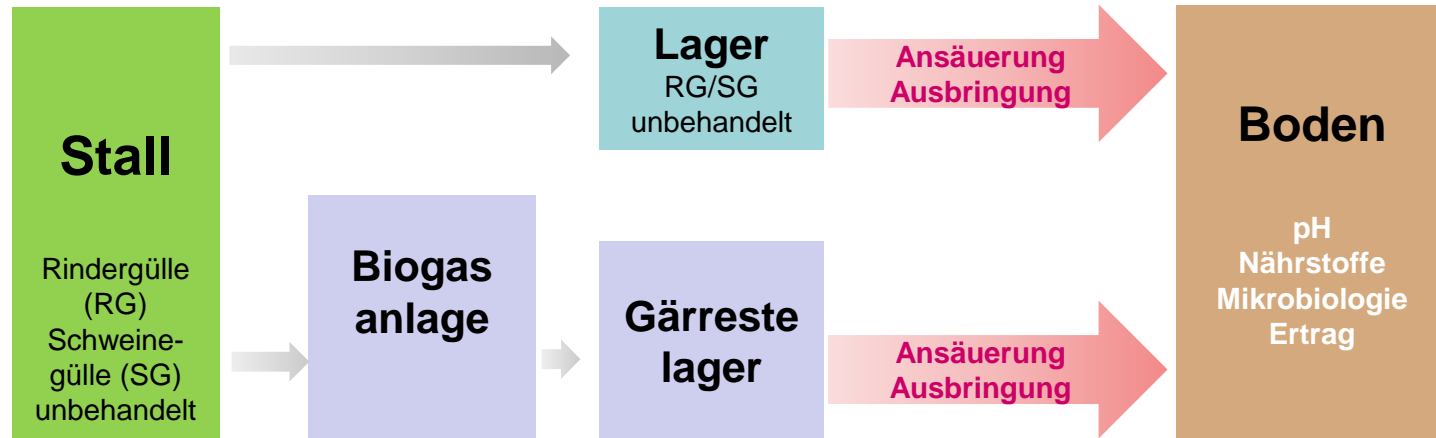 Stall
Rindergülle
(RG)
Schweine-
gülle (SG)
unbehandelt
Biogas
anlage
Lager
RG/SG
unbehandelt
Gärreste
lager
Ansäuerung
Ausbringung
Ansäuerung
Ausbringung
Boden
pH
Nährstoffe
Mikrobiologie
Ertrag